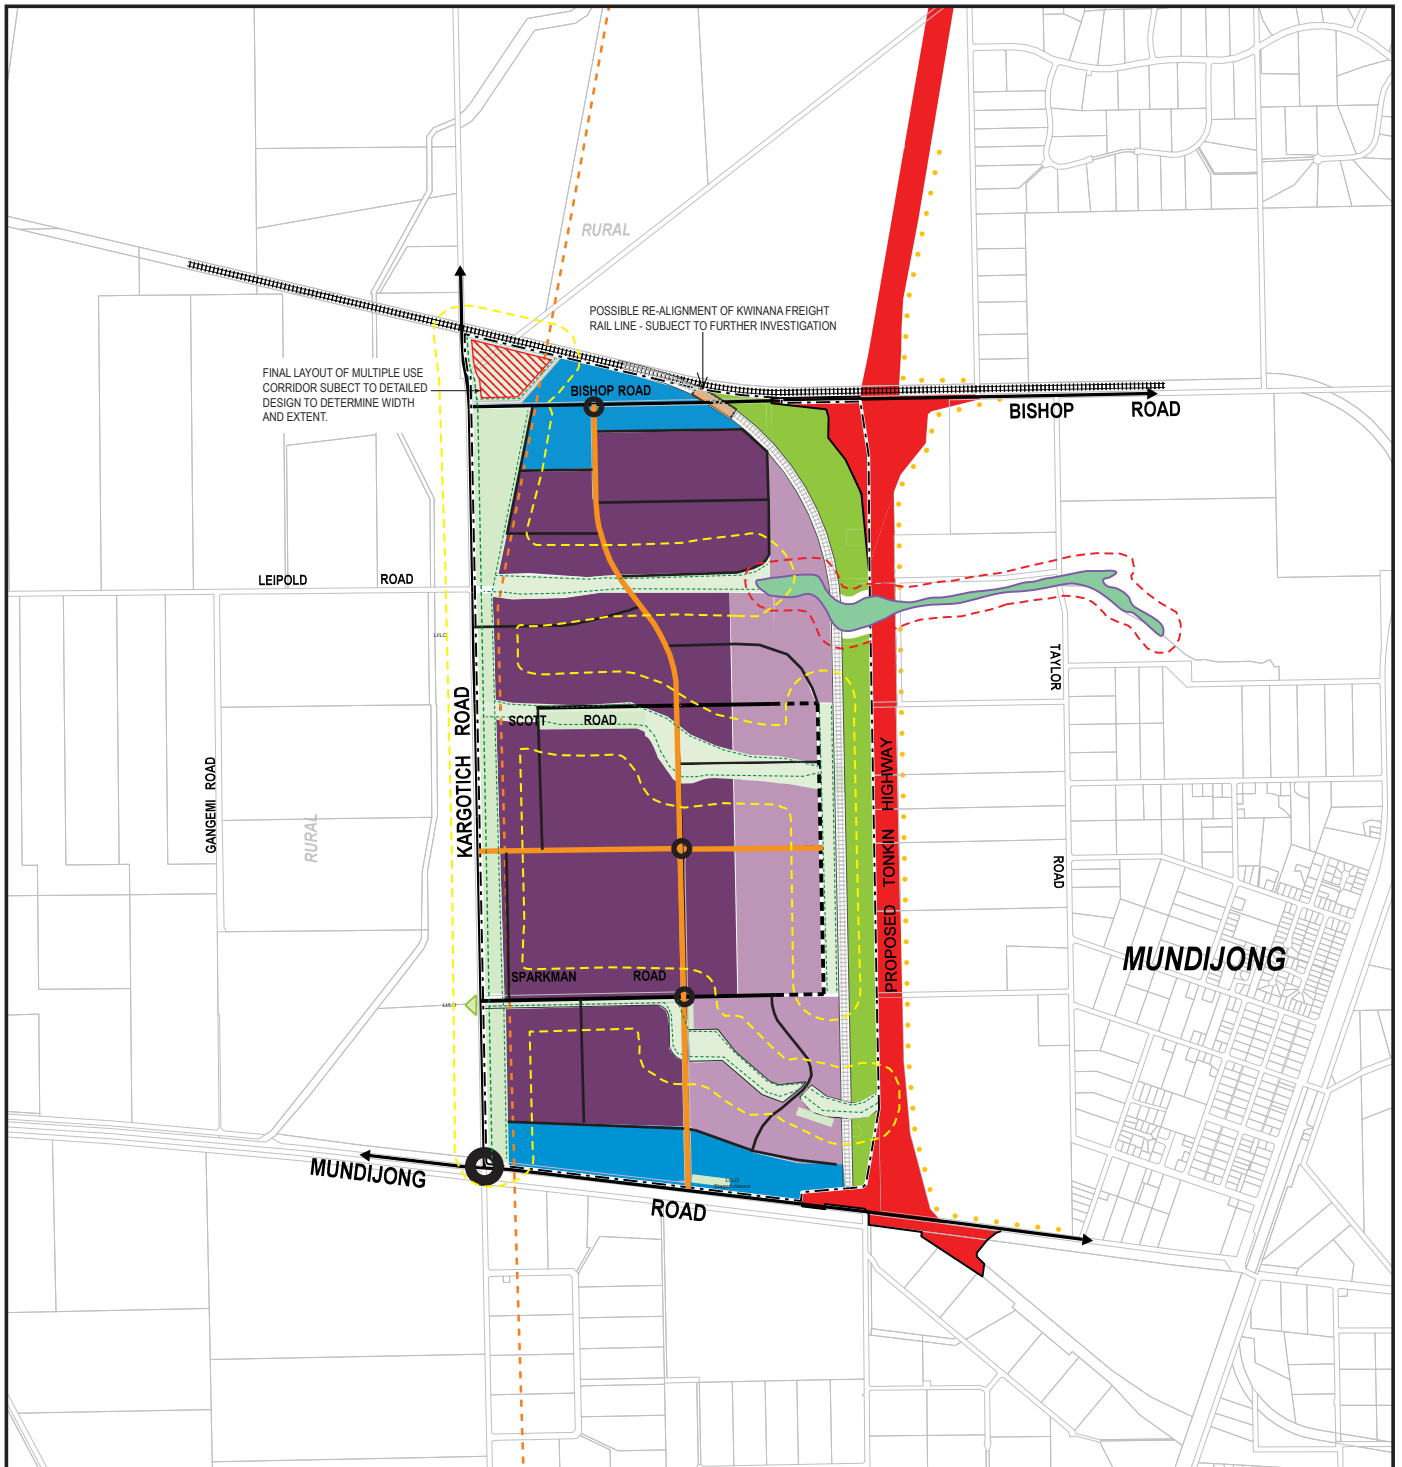 RURAL
POSSIBLE RE-ALIGNMENT OF KWINANA FREIGHT
RAIL LINE - SUBJECT TO FURTHER INVESTIGATION
FINAL LAYOUT OF MULTIPLE USE
CORRIDOR SUBECT TO DETAILED
DESIGN TO DETERMINE WIDTH
AND EXTENT.
BISHOP ROAD
BISHOP ROAD
LEIPOLD ROAD
KARGOTICH ROAD
GANGEMI ROAD
RURAL
SCOTT ROAD
TAYLOR ROAD
PROPOSED TONKIN HIGHWAY
MUNDIJONG
SPARKMAN ROAD
MUNDIJONG ROAD